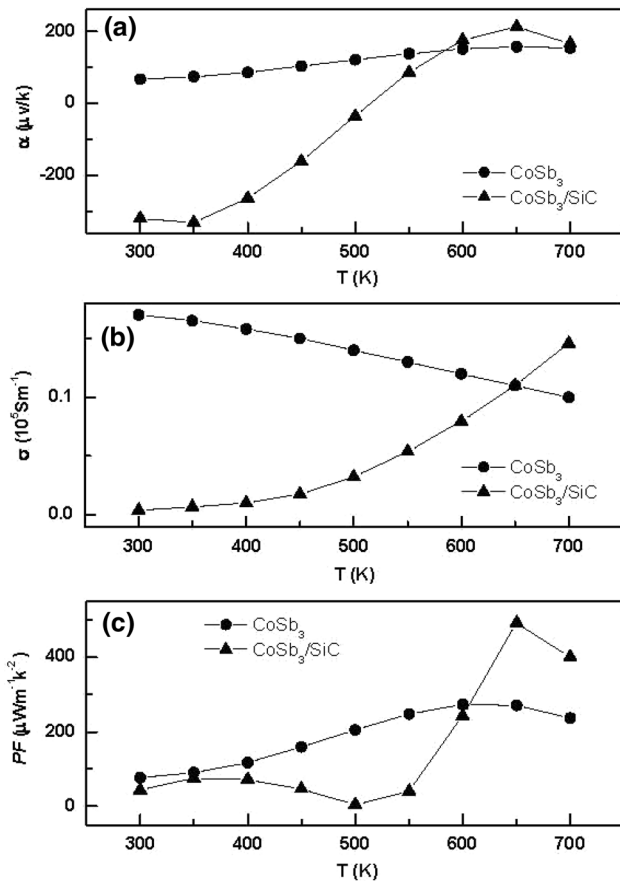 (a)
200
0
-200
α (μv/k)
CoSb₃
CoSb₃/SiC
300 400 500 600 700
T (K)
(b)
0.1
0.0
σ (10⁵Sm⁻¹)
CoSb₃
CoSb₃/SiC
300 400 500 600 700
T (K)
(c)
CoSb₃
CoSb₃/SiC
400
200
0
PF (μWm⁻¹k⁻²)
300 400 500 600 700
T (K)